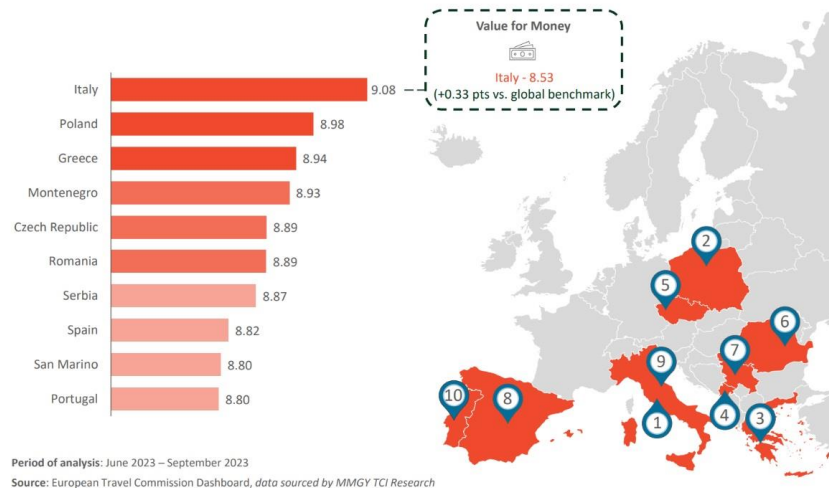 Value for Money
Italy - 8.53
(+0.33 pts vs. global benchmark)
Italy 9.08
Poland 8.98
Greece 8.94
Montenegro 8.93
Czech Republic 8.89
Romania 8.89
Serbia 8.87
Spain 8.82
San Marino 8.80
Portugal 8.80
2
5
6
7
9
10
8
1
4
3
Period of analysis: June 2023 – September 2023
Source: European Travel Commission Dashboard, data sourced by MMGY TCI Research